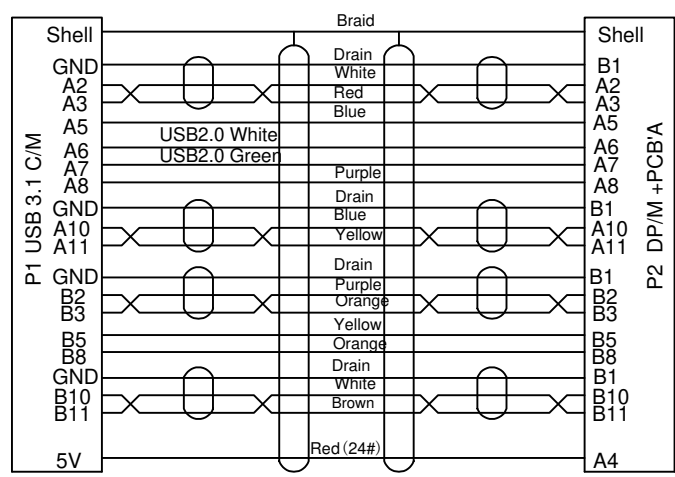 Braid
Shell Shell
Drain
GND B1
White
A2 A2
Red
A3 A3
Blue
A5 A5
USB2.0 White
A6 A6
USB2.0 Green
A7 A7
Purple
A8 A8
Drain
GND B1
Blue
A10 A10
Yellow
A11 A11
Drain
GND B1
Purple
B2 B2
Orange
B3 B3
Yellow
B5 B5
Orange
B8 B8
Drain
GND B1
White
B10 B10
Brown
B11 B11
Red(24#)
5V A4
P1 USB 3.1 C/M
P2 DP/M +PCB'A